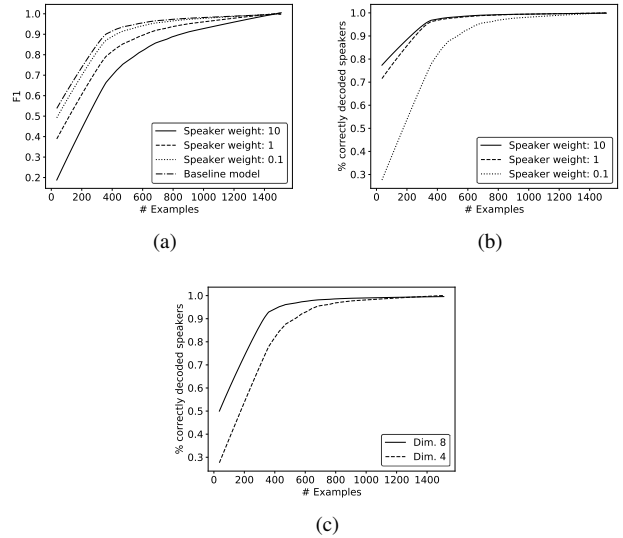 1.0
0.9
0.8
0.7
0.6
0.5
0.4
0.3
0.2
F1
Speaker weight: 10
Speaker weight: 1
Speaker weight: 0.1
Baseline model
0 200 400 600 800 1000 1200 1400
# Examples
(a)
1.0
0.9
0.8
0.7
0.6
0.5
0.4
0.3
% correctly decoded speakers
Speaker weight: 10
Speaker weight: 1
Speaker weight: 0.1
0 200 400 600 800 1000 1200 1400
# Examples
(b)
1.0
0.9
0.8
0.7
0.6
0.5
0.4
0.3
% correctly decoded speakers
Dim. 8
Dim. 4
0 200 400 600 800 1000 1200 1400
# Examples
(c)